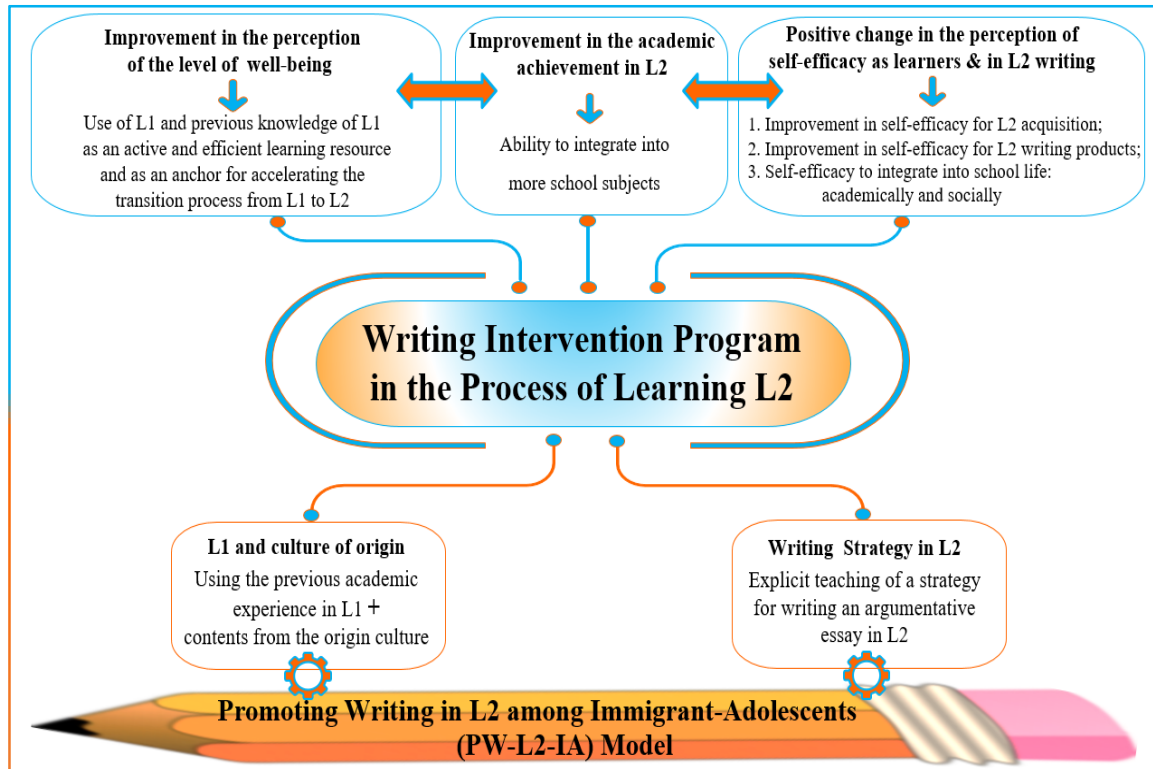 Improvement in the perception
of the level of well-being
Use of L1 and previous knowledge of L1
as an active and efficient learning resource
and as an anchor for accelerating the
transition process from L1 to L2
Improvement in the academic
achievement in L2
Ability to integrate into
more school subjects
Positive change in the perception of
self-efficacy as learners & in L2 writing
1. Improvement in self-efficacy for L2 acquisition;
2. Improvement in self-efficacy for L2 writing products;
3. Self-efficacy to integrate into school life:
academically and socially
Writing Intervention Program
in the Process of Learning L2
L1 and culture of origin
Using the previous academic
experience in L1 +
contents from the origin culture
Writing Strategy in L2
Explicit teaching of a strategy
for writing an argumentative
essay in L2
Promoting Writing in L2 among Immigrant-Adolescents
(PW-L2-IA) Model